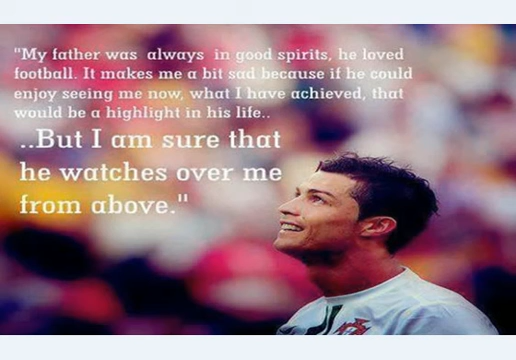 "My father was always in good spirits, he loved
football. It makes me a bit sad because if he could
enjoy seeing me now, what I have achieved, that
would be a highlight in his life..
..But I am sure that
he watches over me
from above."